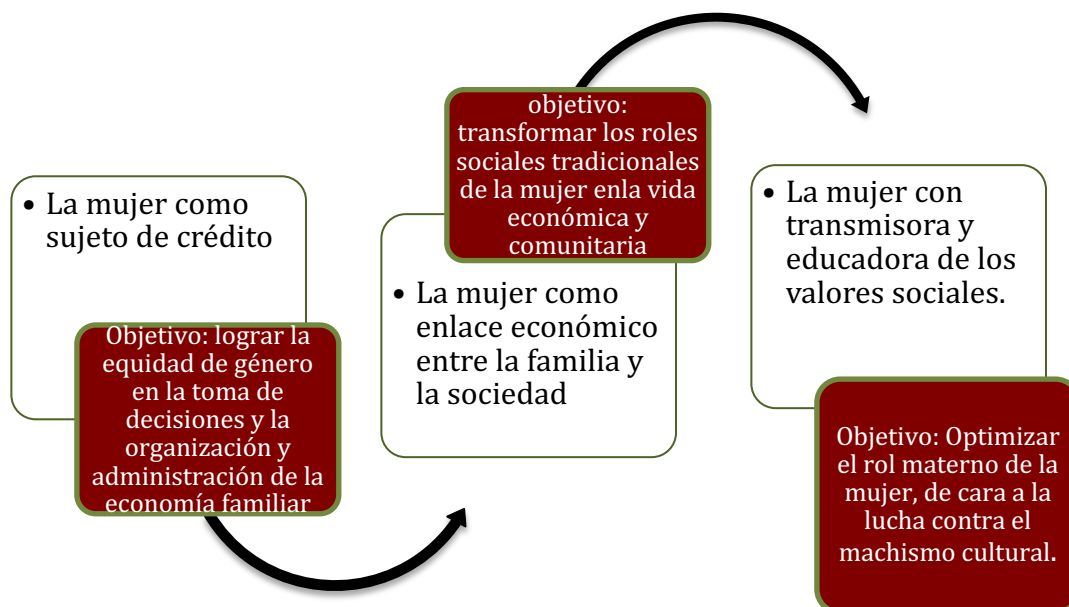 • La mujer como
sujeto de crédito
Objetivo: lograr la
equidad de género
en la toma de
decisiones y la
organización y
administración de la
economía familiar
objetivo:
transformar los roles
sociales tradicionales
de la mujer enla vida
económica y
comunitaria
• La mujer como
enlace económico
entre la familia y
la sociedad
• La mujer con
transmisora y
educadora de los
valores sociales.
Objetivo: Optimizar
el rol materno de la
mujer, de cara a la
lucha contra el
machismo cultural.